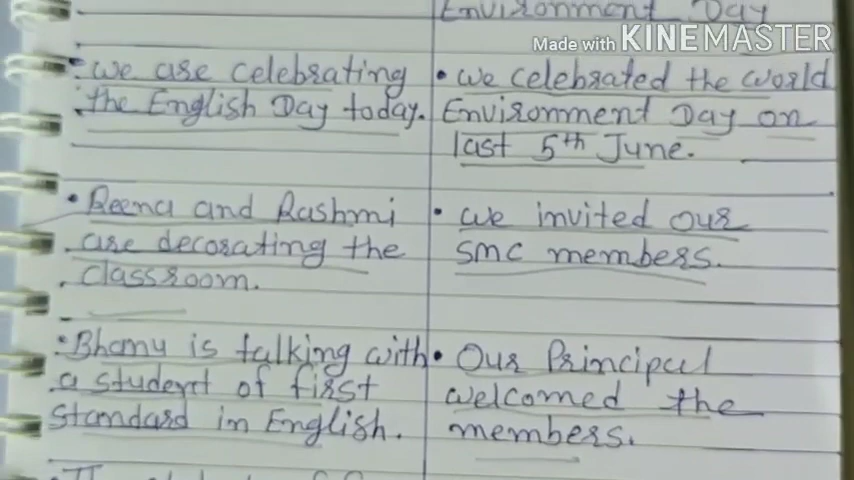 Environment Day
Made with KINEMASTER
• we are celebrating
the English Day today.
• we celebrated the world
Environment Day on
last 5th June.
• Reena and Rashmi
are decorating the
classroom.
• we invited our
SMC members.
• Bhamu is talking with
a student of first
standard in English.
• Our Principal
welcomed the
members.